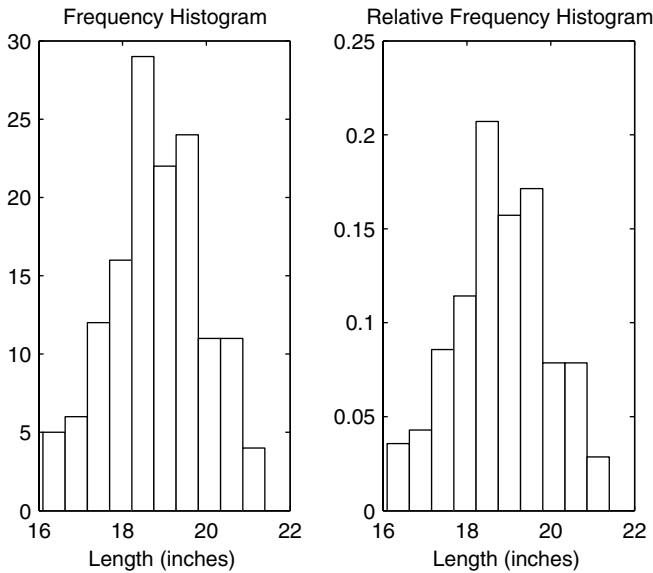 Frequency Histogram
30
25
20
15
10
5
0
16 18 20 22
Length (inches)
Relative Frequency Histogram
0.25
0.2
0.15
0.1
0.05
0
16 18 20 22
Length (inches)